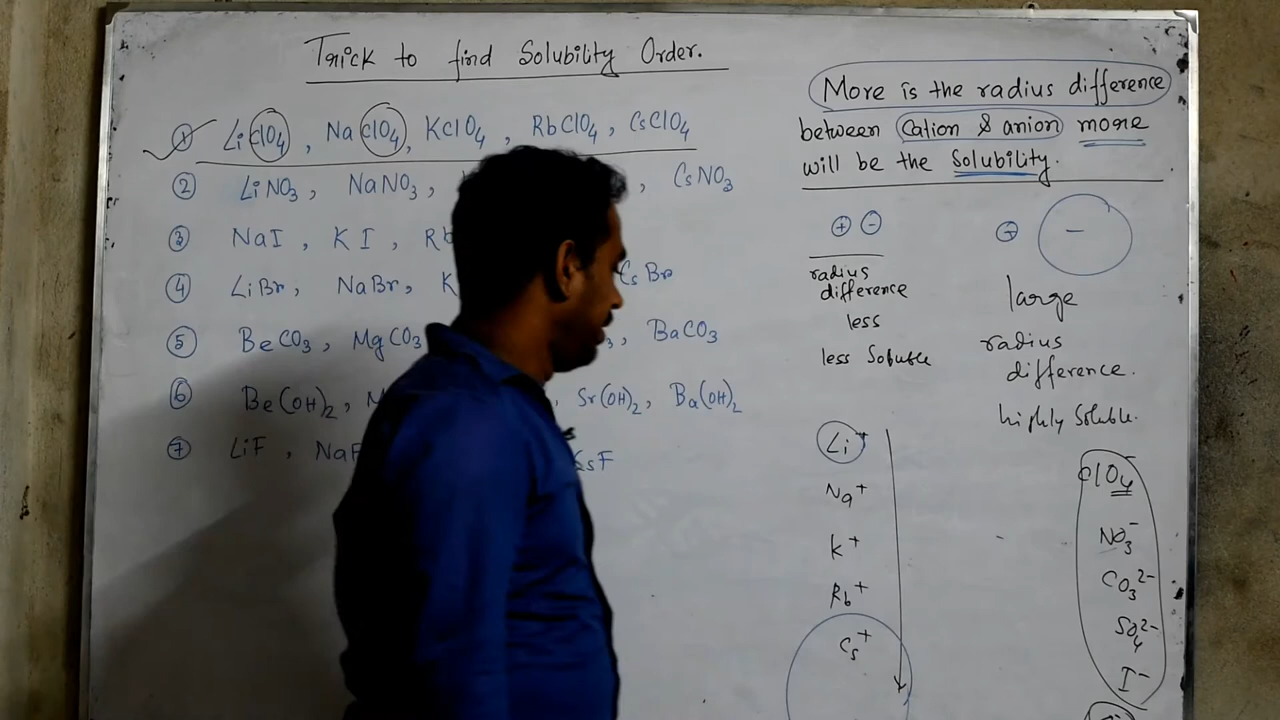 Trick to find Solubility Order.
① LiClO4, NaClO4, KClO4, RbClO4, CsClO4
② LiNO3, NaNO3, , CsNO3
③ NaI, KI, Rb
④ LiBr, NaBr, K CsBr
⑤ BeCO3, MgCO3 , BaCO3
⑥ Be(OH)2, M , Sr(OH)2, Ba(OH)2
⑦ LiF, NaF CsF
More is the radius difference
between Cation & anion more
will be the Solubility.
⊕ ⊖
radius
difference
less
less Soluble
⊕ −
large
radius
difference.
highly Soluble.
Li+
Na+
K+
Rb+
Cs+
ClO4−
NO3−
CO3 2−
SO4 2−
I−